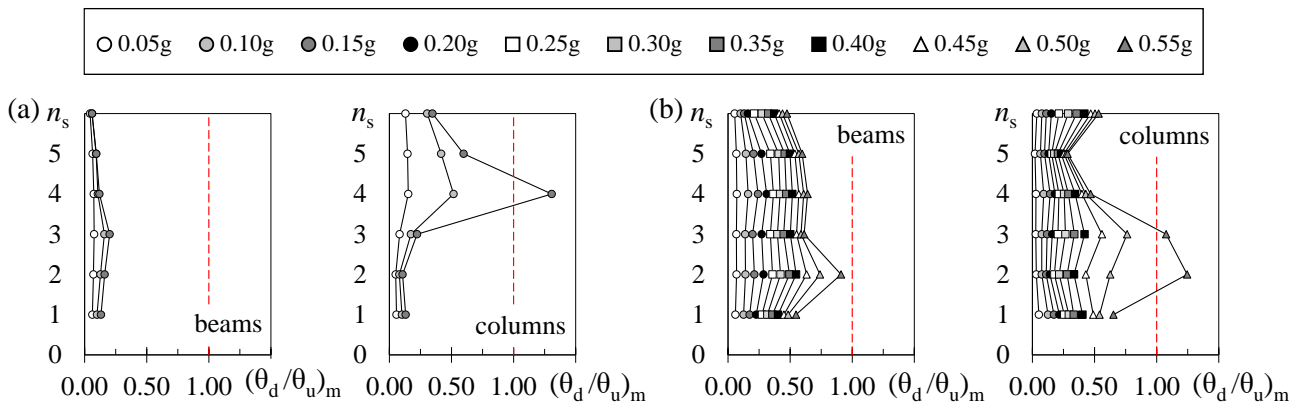 0.05g 0.10g 0.15g 0.20g 0.25g 0.30g 0.35g 0.40g 0.45g 0.50g 0.55g
(a) nₛ nₛ (b) nₛ nₛ
beams columns
5 5 5 5
4 4 4 4
3 3 3 3
2 2 2 2
1 1 1 1
beams columns
0 0 0 0
0.00 0.50 1.00 (θd/θu)m 0.00 0.50 1.00 (θd/θu)m 0.00 0.50 1.00 (θd/θu)m 0.00 0.50 1.00 (θd/θu)m